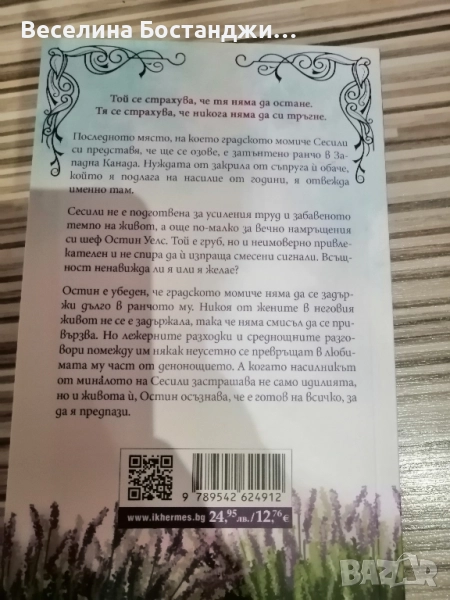 Веселина Бостанджи...
Той се страхува, че тя няма да остане.
Тя се страхува, че никога няма да си тръгне.
Последното място, на което градското момиче Сесили
си представя, че ще се озове, е затънтено ранчо в За-
падна Канада. Нуждата от закрила от съпруга ѝ обаче,
който я подлага на насилие от години, я отвежда
именно там.
Сесили не е подготвена за усиления труд и забавеното
темпо на живот, а още по-малко за вечно намръщения
си шеф Остин Уелс. Той е груб, но и неимоверно привле-
кателен и не спира да ѝ изпраща смесени сигнали. Всъщ-
ност ненавижда ли я или я желае?
Остин е убеден, че градското момиче няма да се задър-
жи дълго в ранчото му. Никоя от жените в неговия
живот не се е задържала, така че няма смисъл да се при-
вързва. Но лежерните разходки и среднощните разго-
вори помежду им някак неусетно се превръщат в люби-
мата му част от денонощието. А когато насилникът
от миналото на Сесили застрашава не само идилията,
но и живота ѝ, Остин осъзнава, че е готов на всичко, за
да я предпази.
9 789542 624912
www.ikhermes.bg 24,95 лв./12,76 €
BAZAR